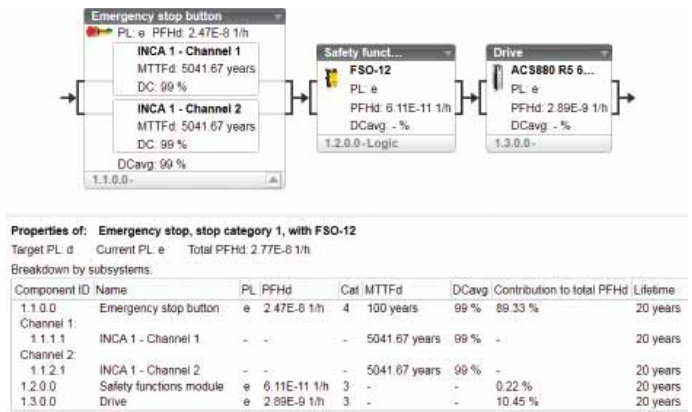 Emergency stop button
PL: e PFHd: 2.47E-8 1/h
INCA 1 - Channel 1
MTTFd: 5041.67 years
DC: 99 %
INCA 1 - Channel 2
MTTFd: 5041.67 years
DC: 99 %
DCavg: 99 %
1.1.0.0-
Safety funct...
FSO-12
PL: e
PFHd: 6.11E-11 1/h
DCavg: - %
1.2.0.0-Logic
Drive
ACS880 R5 6...
PL: e
PFHd: 2.89E-9 1/h
DCavg: - %
1.3.0.0-
Properties of: Emergency stop, stop category 1, with FSO-12
Target PL: d Current PL: e Total PFHd: 2.77E-8 1/h
Breakdown by subsystems:
Component ID Name PL PFHd Cat MTTFd DCavg Contribution to total PFHd Lifetime
1.1.0.0 Emergency stop button e 2.47E-8 1/h 4 100 years 99 % 89.33 % 20 years
Channel 1:
1.1.1.1 INCA 1 - Channel 1 - - - 5041.67 years 99 % - 20 years
Channel 2:
1.1.2.1 INCA 1 - Channel 2 - - - 5041.67 years 99 % - 20 years
1.2.0.0 Safety functions module e 6.11E-11 1/h 3 - - 0.22 % 20 years
1.3.0.0 Drive e 2.89E-9 1/h 3 - - 10.45 % 20 years